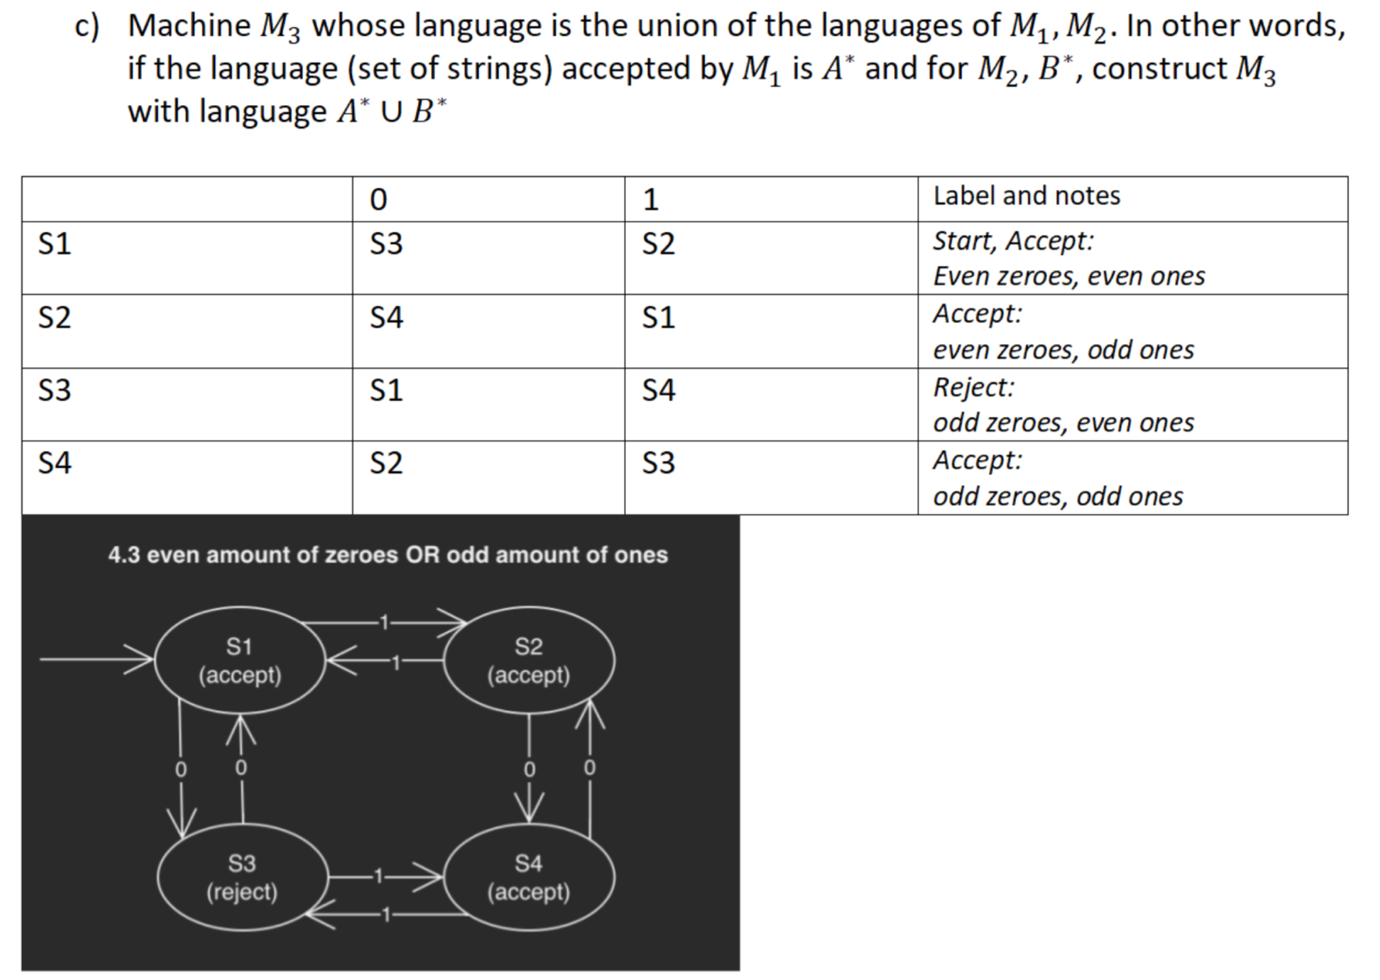 c) Machine M₃ whose language is the union of the languages of M₁, M₂. In other words,
if the language (set of strings) accepted by M₁ is A* and for M₂, B*, construct M₃
with language A* ∪ B*
0 1 Label and notes
S1 S3 S2 Start, Accept:
Even zeroes, even ones
S2 S4 S1 Accept:
even zeroes, odd ones
S3 S1 S4 Reject:
odd zeroes, even ones
S4 S2 S3 Accept:
odd zeroes, odd ones
4.3 even amount of zeroes OR odd amount of ones
1
S1 S2
1
(accept) (accept)
0 0 0 0
S3 S4
1
(reject) (accept)
1